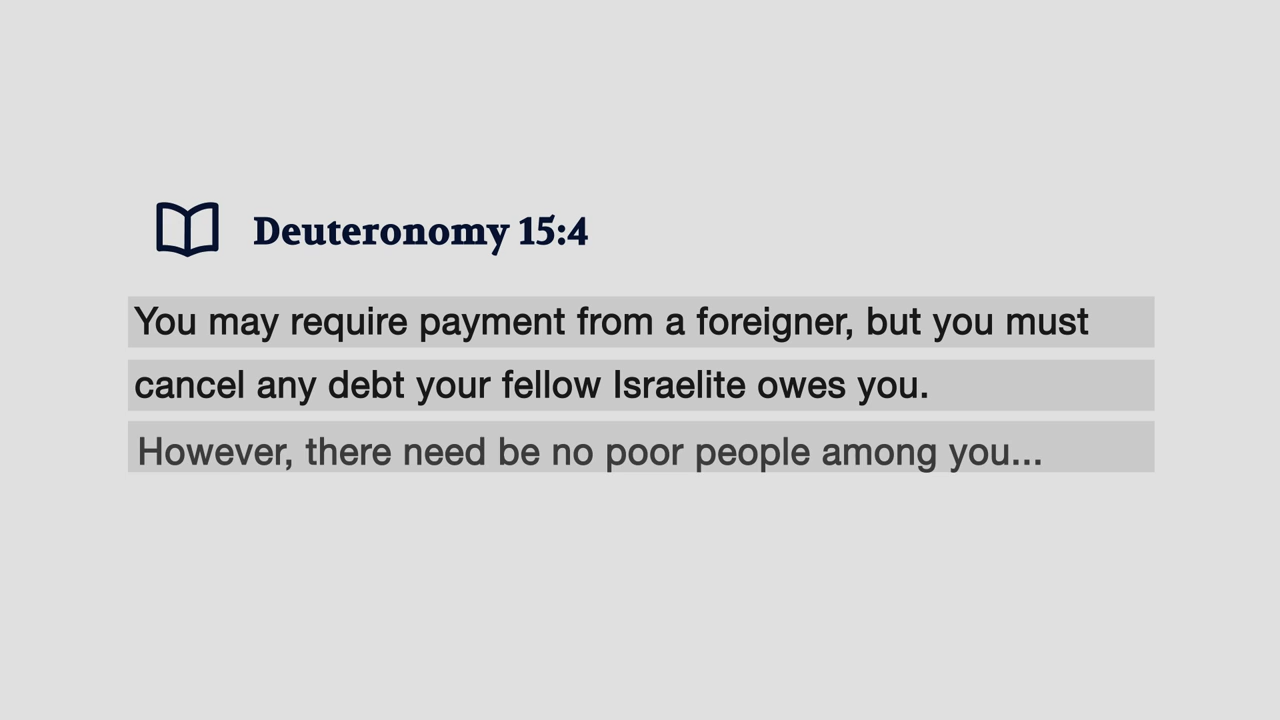 Deuteronomy 15:4
You may require payment from a foreigner, but you must
cancel any debt your fellow Israelite owes you.
However, there need be no poor people among you...